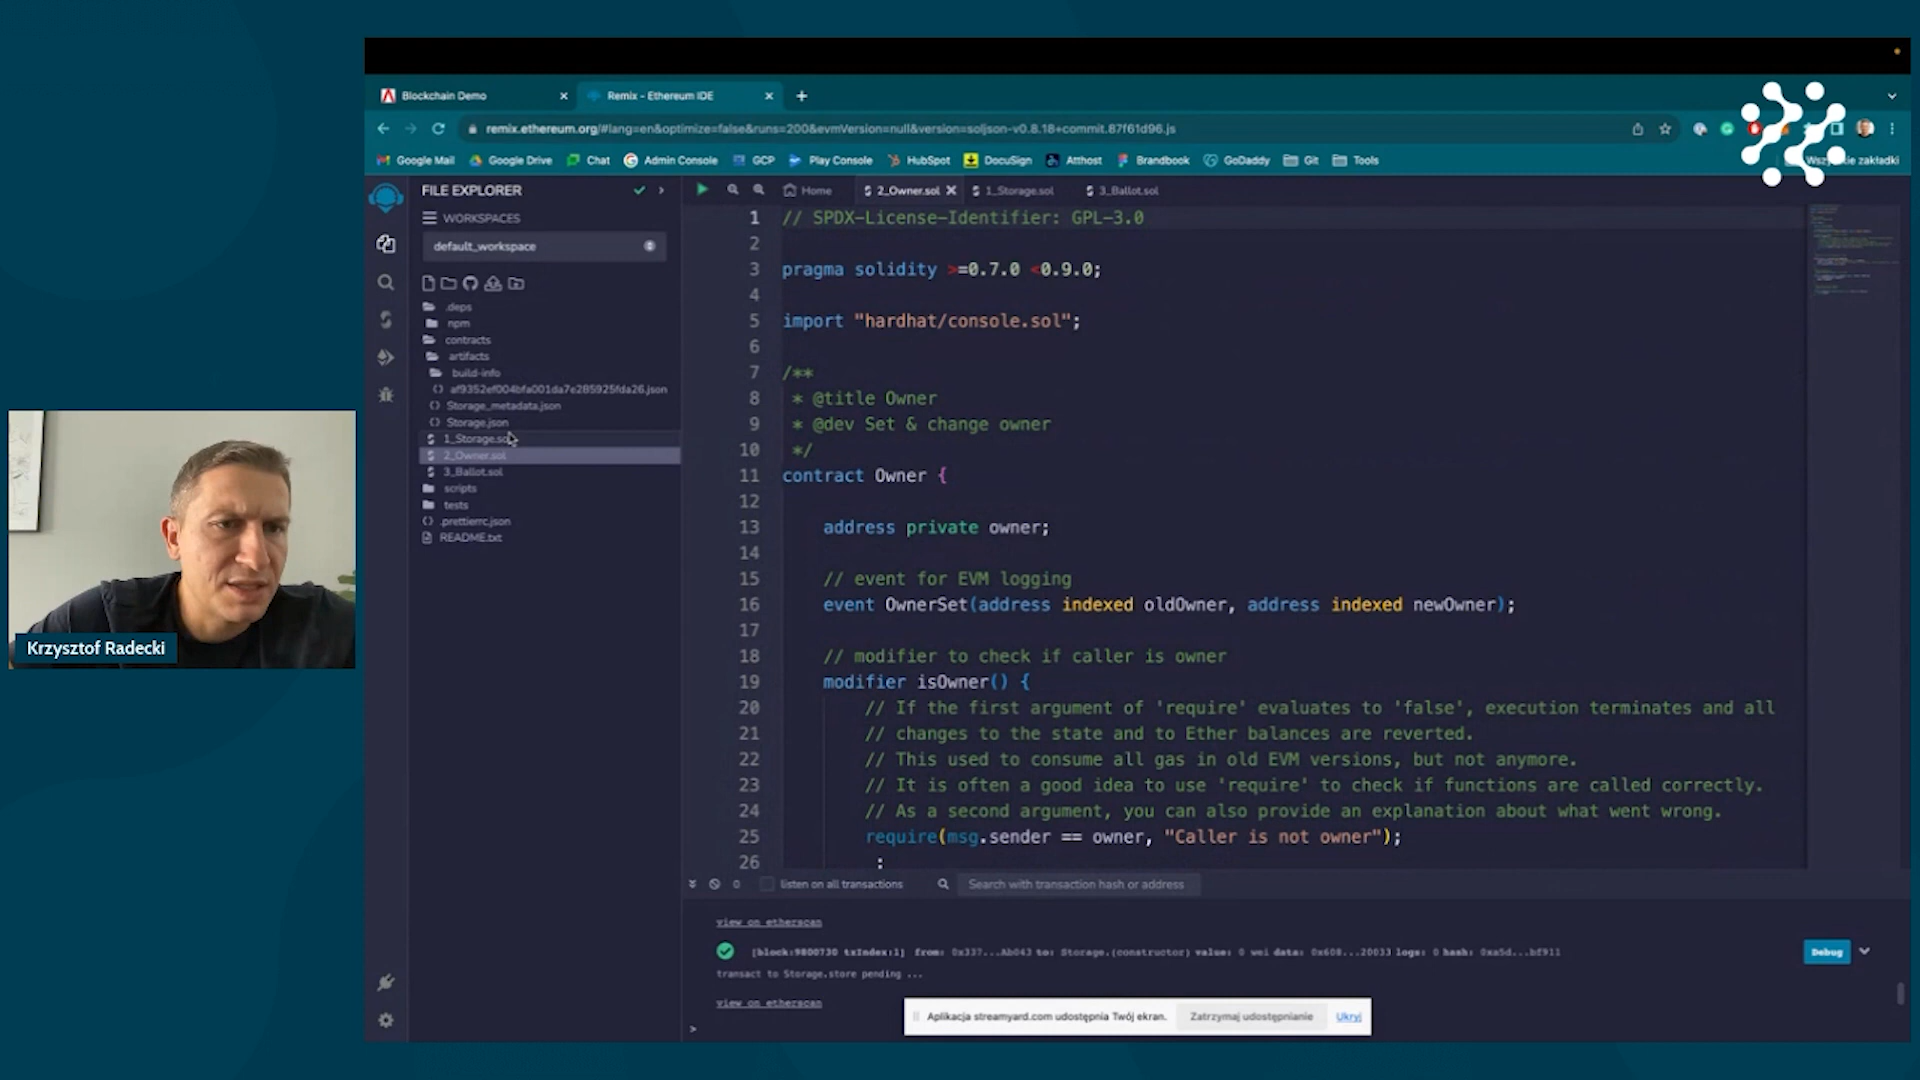 Blockchain Demo
Remix - Ethereum IDE
remix.ethereum.org/#lang=en&optimize=false&runs=200&evmVersion=null&version=soljson-v0.8.18+commit.87f61d96.js
Google Mail Google Drive Chat Admin Console GCP Play Console HubSpot DocuSign Atthost Brandbook GoDaddy Git Tools zakładki
FILE EXPLORER
WORKSPACES
default_workspace
.deps
npm
contracts
artifacts
build-info
af9352ef004bfa001da7e285925fda26.json
Storage_metadata.json
Storage.json
1_Storage.sol
2_Owner.sol
3_Ballot.sol
scripts
tests
.prettierrc.json
README.txt
Home 2_Owner.sol 1_Storage.sol 3_Ballot.sol
1 // SPDX-License-Identifier: GPL-3.0
2
3 pragma solidity >=0.7.0 <0.9.0;
4
5 import "hardhat/console.sol";
6
7 /**
8 * @title Owner
9 * @dev Set & change owner
10 */
11 contract Owner {
12
13 address private owner;
14
15 // event for EVM logging
16 event OwnerSet(address indexed oldOwner, address indexed newOwner);
17
18 // modifier to check if caller is owner
19 modifier isOwner() {
20 // If the first argument of 'require' evaluates to 'false', execution terminates and all
21 // changes to the state and to Ether balances are reverted.
22 // This used to consume all gas in old EVM versions, but not anymore.
23 // It is often a good idea to use 'require' to check if functions are called correctly.
24 // As a second argument, you can also provide an explanation about what went wrong.
25 require(msg.sender == owner, "Caller is not owner");
26
0 listen on all transactions Search with transaction hash or address
view on etherscan
[block:9800730 txIndex:1] from: 0x337...Ab043 to: Storage.(constructor) value: 0 wei data: 0x608...20033 logs: 0 hash: 0xa5d...bf911
Debug
transact to Storage.store pending ...
view on etherscan
>
Aplikacja streamyard.com udostępnia Twój ekran. Zatrzymaj udostępnianie Ukryj
Krzysztof Radecki